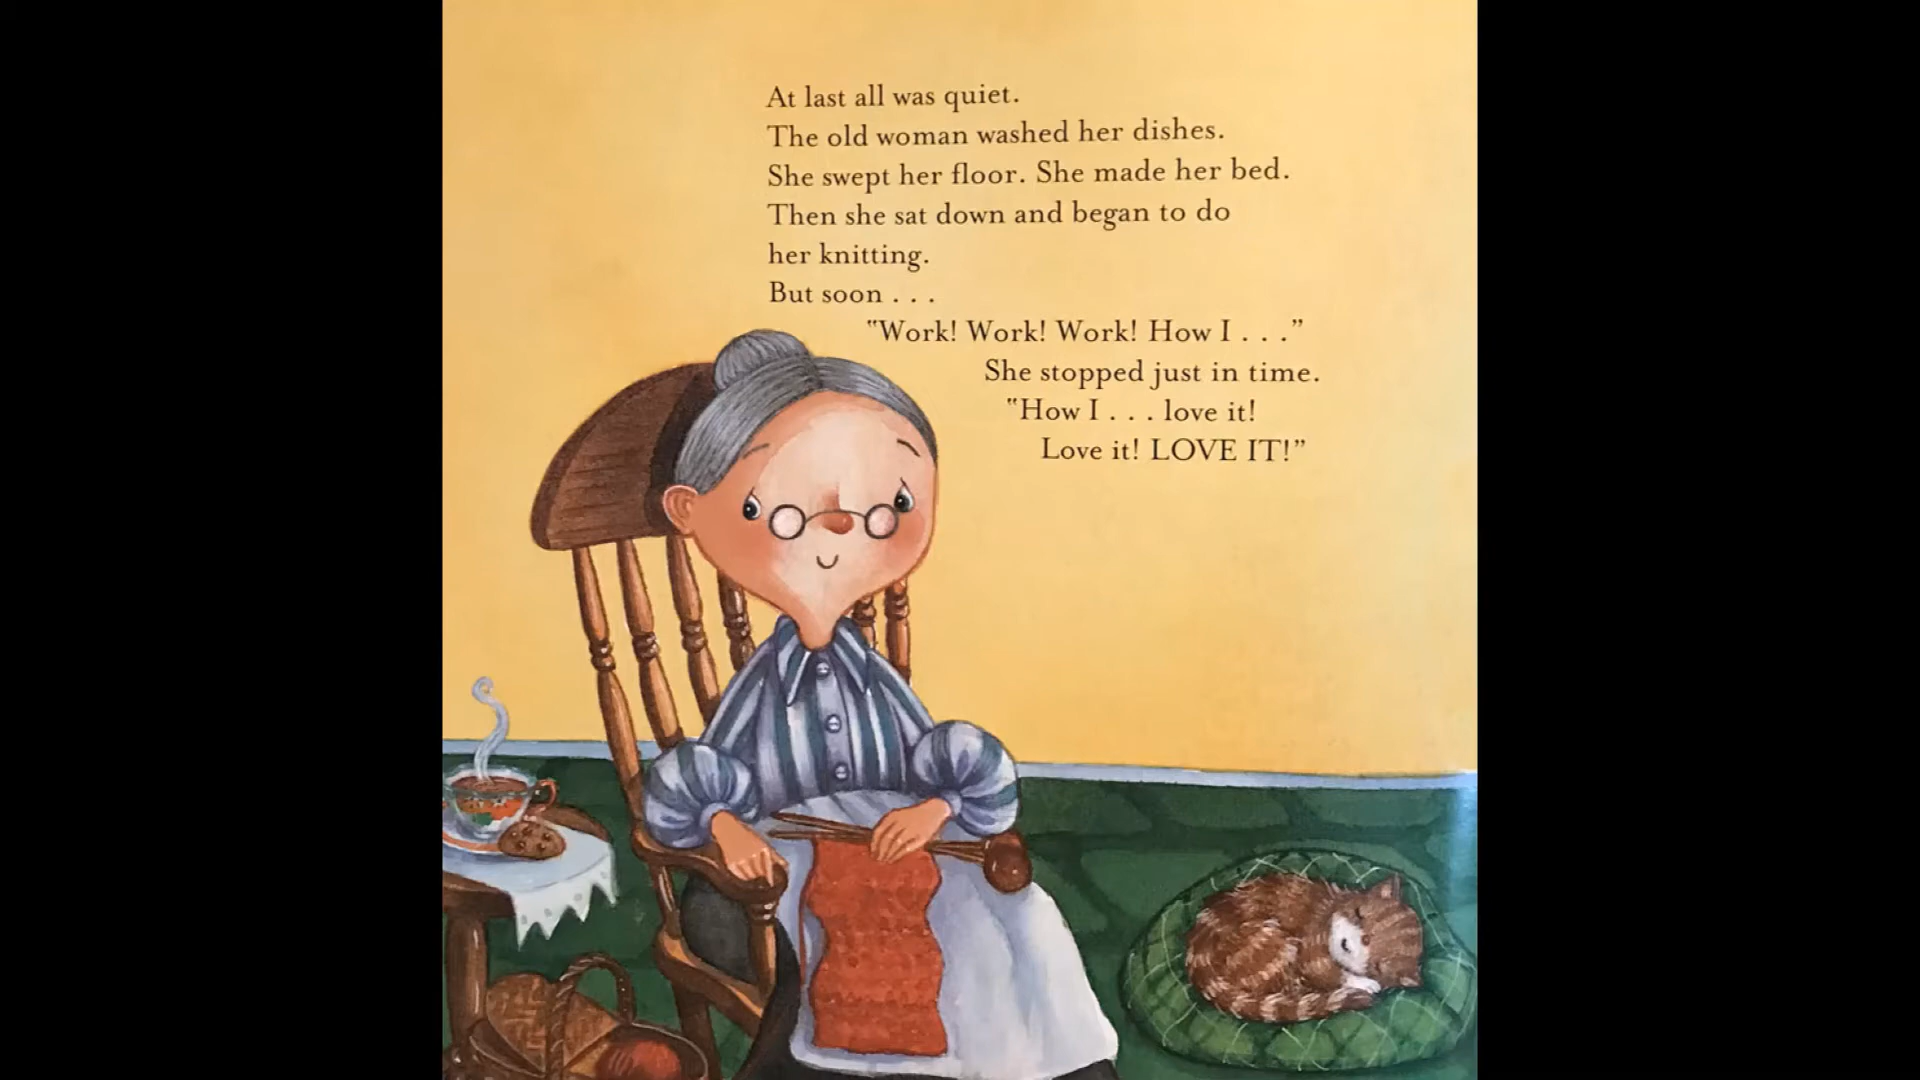 At last all was quiet.
The old woman washed her dishes.
She swept her floor. She made her bed.
Then she sat down and began to do
her knitting.
But soon . . .
"Work! Work! Work! How I . . ."
She stopped just in time.
"How I . . . love it!
Love it! LOVE IT!"